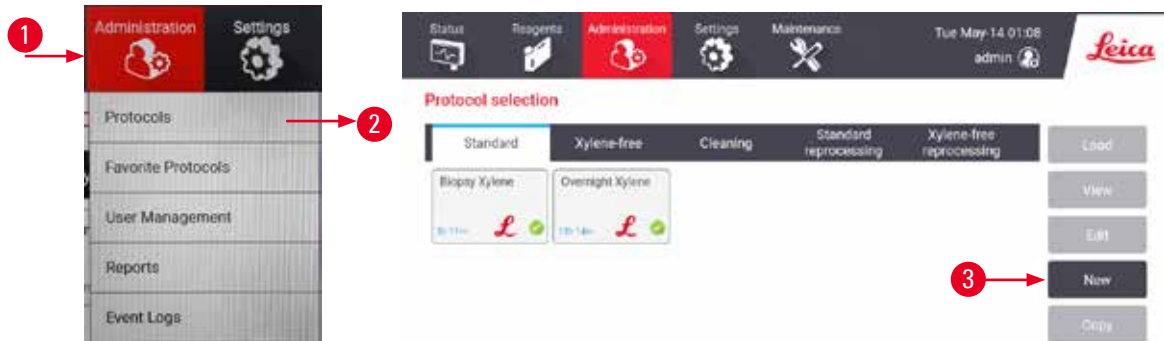 1
Administration
Settings
Protocols
2
Favorite Protocols
User Management
Reports
Event Logs
Status
Reagents
Administration
Settings
Maintenance
Tue May-14 01:08
admin
Leica
Protocol selection
Standard
Xylene-free
Cleaning
Standard
reprocessing
Xylene-free
reprocessing
Load
View
Edit
3
New
Copy
Biopsy Xylene
Overnight Xylene
L
L